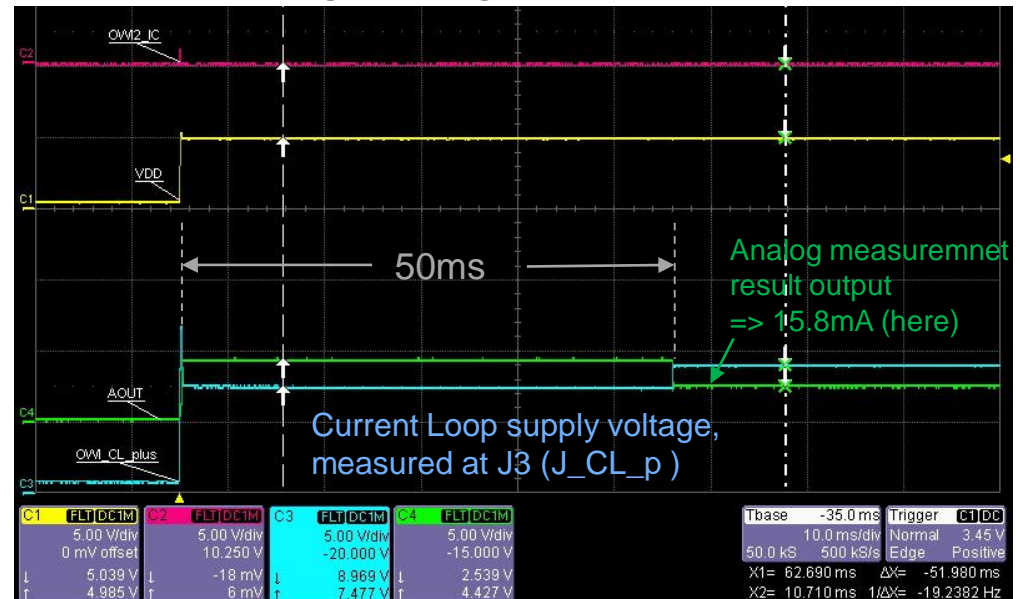 OWI2_IC
C2
VDD
C1
50ms
Analog measuremnet
result output
=> 15.8mA (here)
AOUT
C4
Current Loop supply voltage,
measured at J3 (J_CL_p )
OWI_CL_plus
C3
C1 FLT DC1M C2 FLT DC1M C3 FLT DC1M C4 FLT DC1M Tbase -35.0 ms Trigger C1 DC
5.00 V/div 5.00 V/div 5.00 V/div 5.00 V/div 10.0 ms/div Normal 3.45 V
0 mV offset 10.250 V -20.000 V -15.000 V 50.0 kS 500 kS/s Edge Positive
↓ 5.039 V ↓ -18 mV ↓ 8.969 V ↓ 2.539 V X1= 62.690 ms ΔX= -51.980 ms
↑ 4.985 V ↑ 6 mV ↑ 7.477 V ↑ 4.427 V X2= 10.710 ms 1/ΔX= -19.2382 Hz